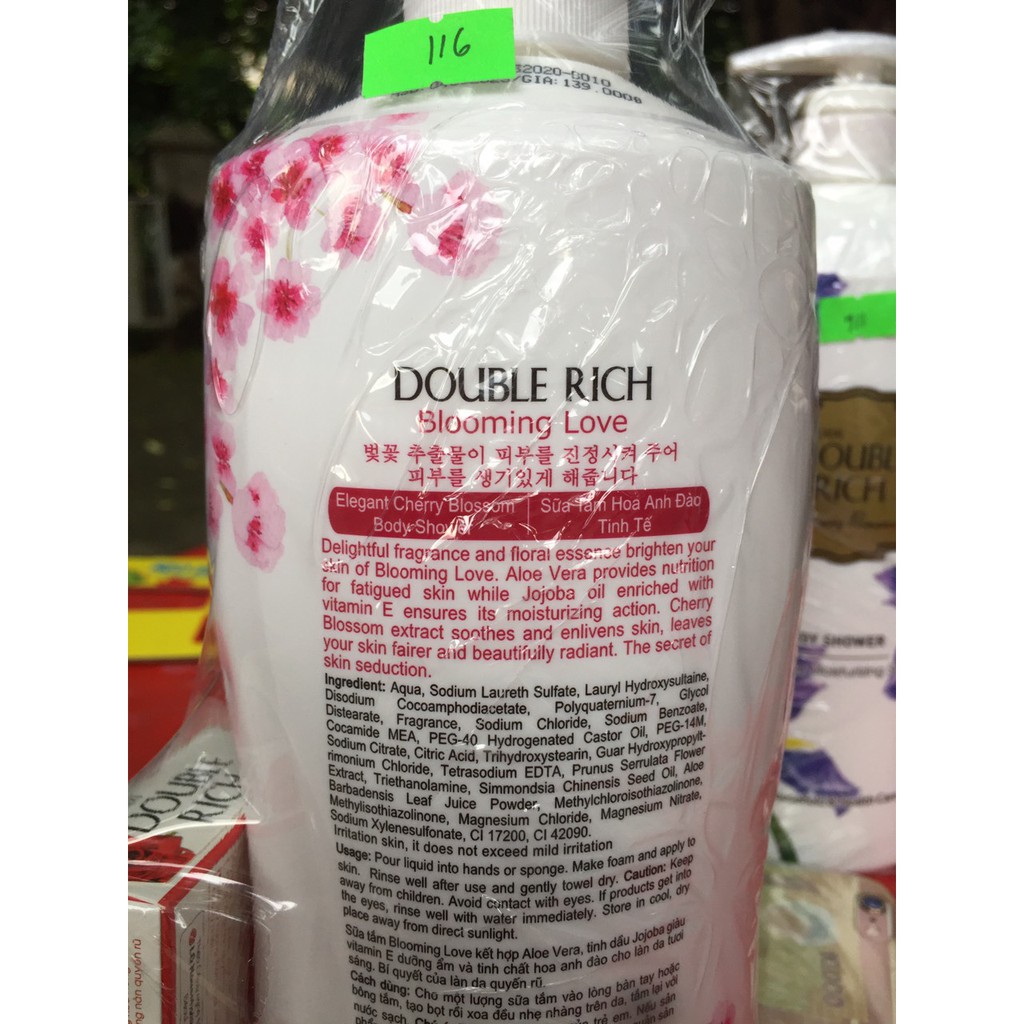 116
S2020-B010
/GIA: 139.000đ
DOUBLE RICH
Blooming Love
벚꽃 추출물이 피부를 진정시켜 주어
피부를 생기있게 해줍니다
Elegant Cherry Blossom
Body Shower
Sữa Tắm Hoa Anh Đào
Tinh Tế
Delightful fragrance and floral essence brighten your
skin of Blooming Love. Aloe Vera provides nutrition
for fatigued skin while Jojoba oil enriched with
vitamin E ensures its moisturizing action. Cherry
Blossom extract soothes and enlivens skin, leaves
your skin fairer and beautifully radiant. The secret of
skin seduction.
Ingredient: Aqua, Sodium Laureth Sulfate, Lauryl Hydroxysultaine,
Disodium Cocoamphodiacetate, Polyquaternium-7, Glycol
Distearate, Fragrance, Sodium Chloride, Sodium Benzoate,
Cocamide MEA, PEG-40 Hydrogenated Castor Oil, PEG-14M,
Sodium Citrate, Citric Acid, Trihydroxystearin, Guar Hydroxypropylt-
rimonium Chloride, Tetrasodium EDTA, Prunus Serrulata Flower
Extract, Triethanolamine, Simmondsia Chinensis Seed Oil, Aloe
Barbadensis Leaf Juice Powder, Methylchloroisothiazolinone,
Methylisothiazolinone, Magnesium Chloride, Magnesium Nitrate,
Sodium Xylenesulfonate, CI 17200, CI 42090.
Irritation skin, it does not exceed mild irritation
Usage: Pour liquid into hands or sponge. Make foam and apply to
skin. Rinse well after use and gently towel dry. Caution: Keep
away from children. Avoid contact with eyes. If products get into
the eyes, rinse well with water immediately. Store in cool, dry
place away from direct sunlight.
Sữa tắm Blooming Love kết hợp Aloe Vera, tinh dầu Jojoba giàu
vitamin E dưỡng ẩm và tinh chất hoa anh đào cho làn da tươi
sáng. Bí quyết của làn da quyến rũ.
Cách dùng: Cho một lượng sữa tắm vào lòng bàn tay hoặc
bông tắm, tạo bọt rồi xoa đều nhẹ nhàng trên da, tắm lại với
nước sạch.
trẻ em. Nếu sản
DOUBLE
RICH
DOUBLE
RICH
SHOWER
Moisturizing